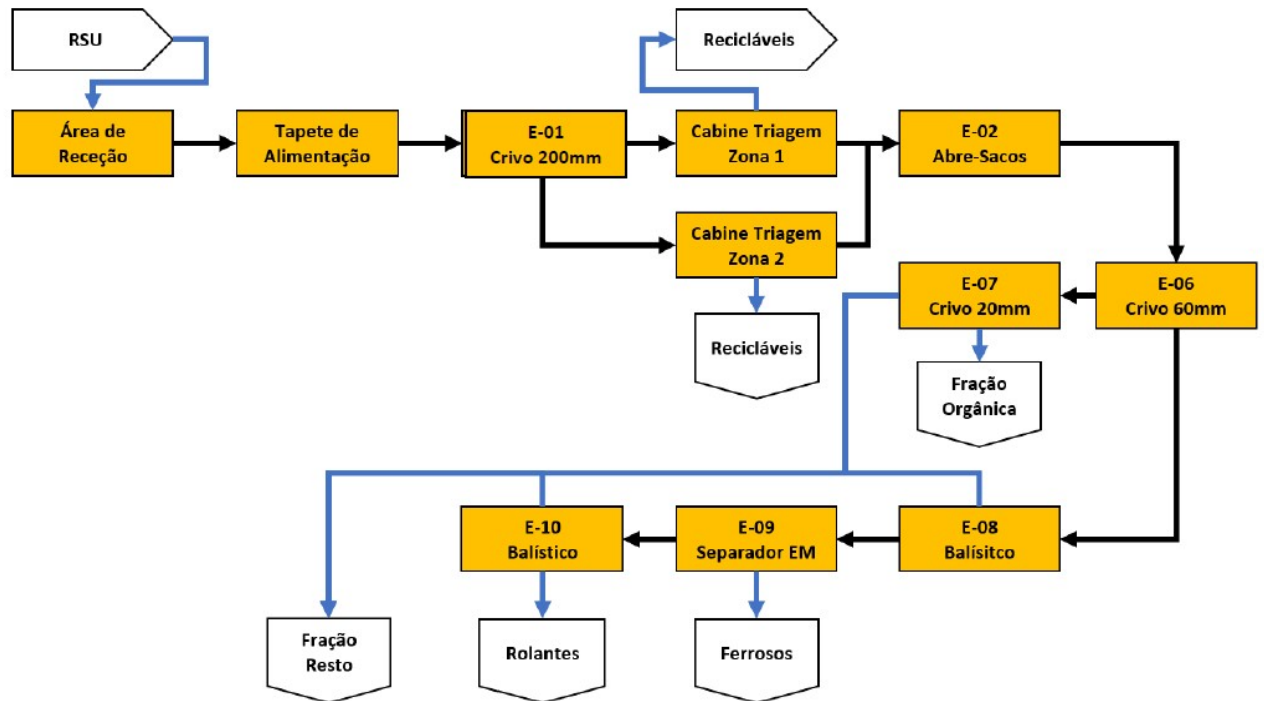 RSU
Recicláveis
Área de
Receção
Tapete de
Alimentação
E-01
Crivo 200mm
Cabine Triagem
Zona 1
E-02
Abre-Sacos
Cabine Triagem
Zona 2
E-07
Crivo 20mm
E-06
Crivo 60mm
Recicláveis
Fração
Orgânica
E-10
Balístico
E-09
Separador EM
E-08
Balísitco
Fração
Resto
Rolantes
Ferrosos